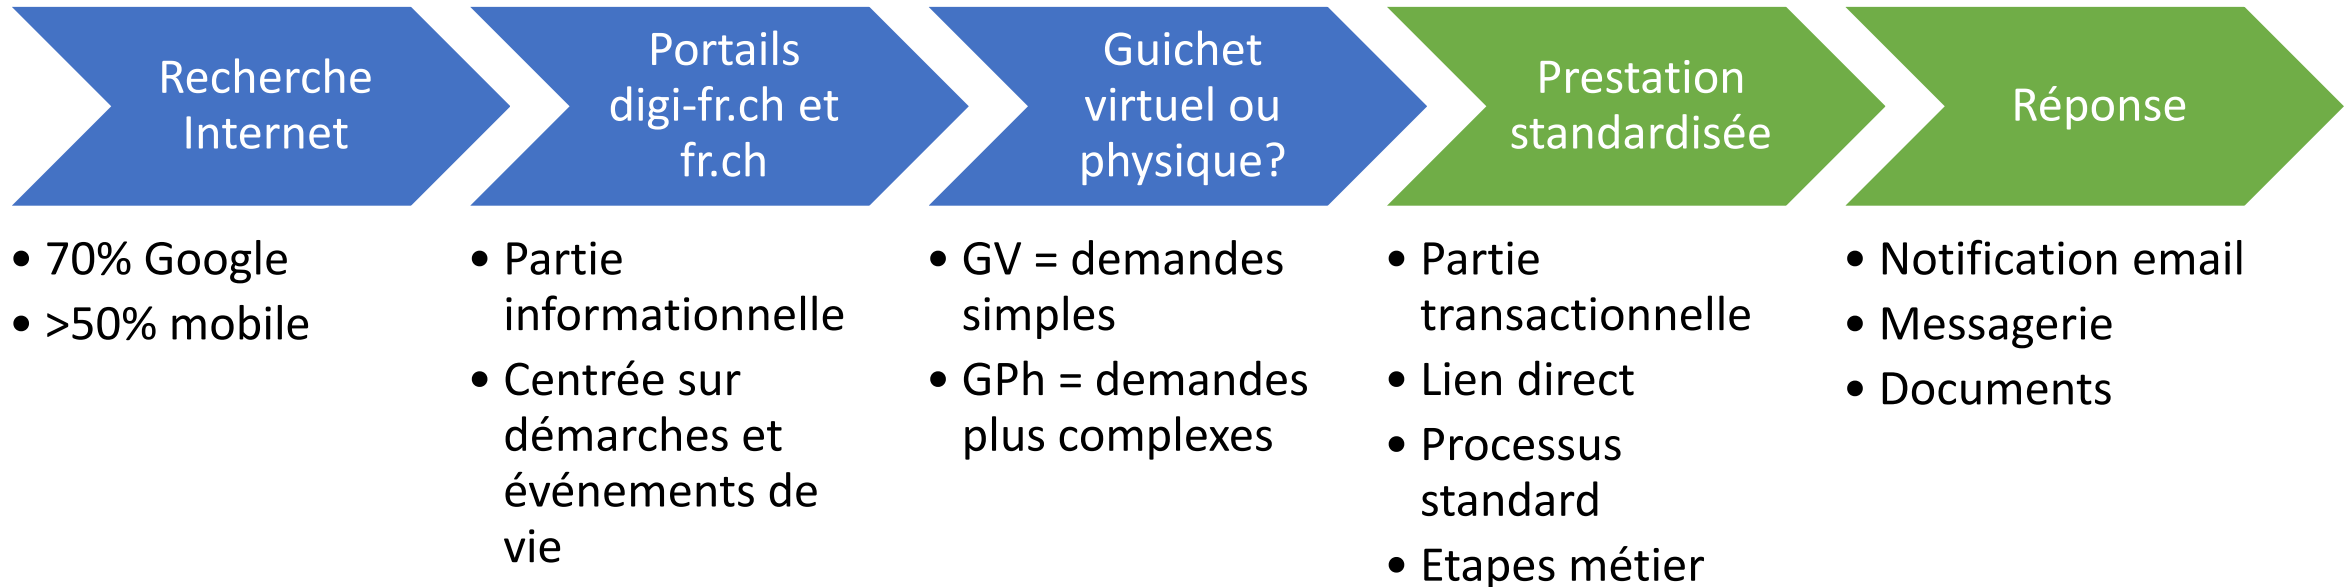 Recherche
Internet
• 70% Google
• >50% mobile
Portails
digi-fr.ch et
fr.ch
• Partie
informationnelle
• Centrée sur
démarches et
événements de
vie
Guichet
virtuel ou
physique?
• GV = demandes
simples
• GPh = demandes
plus complexes
Prestation
standardisée
• Partie
transactionnelle
• Lien direct
• Processus
standard
• Etapes métier
Réponse
• Notification email
• Messagerie
• Documents